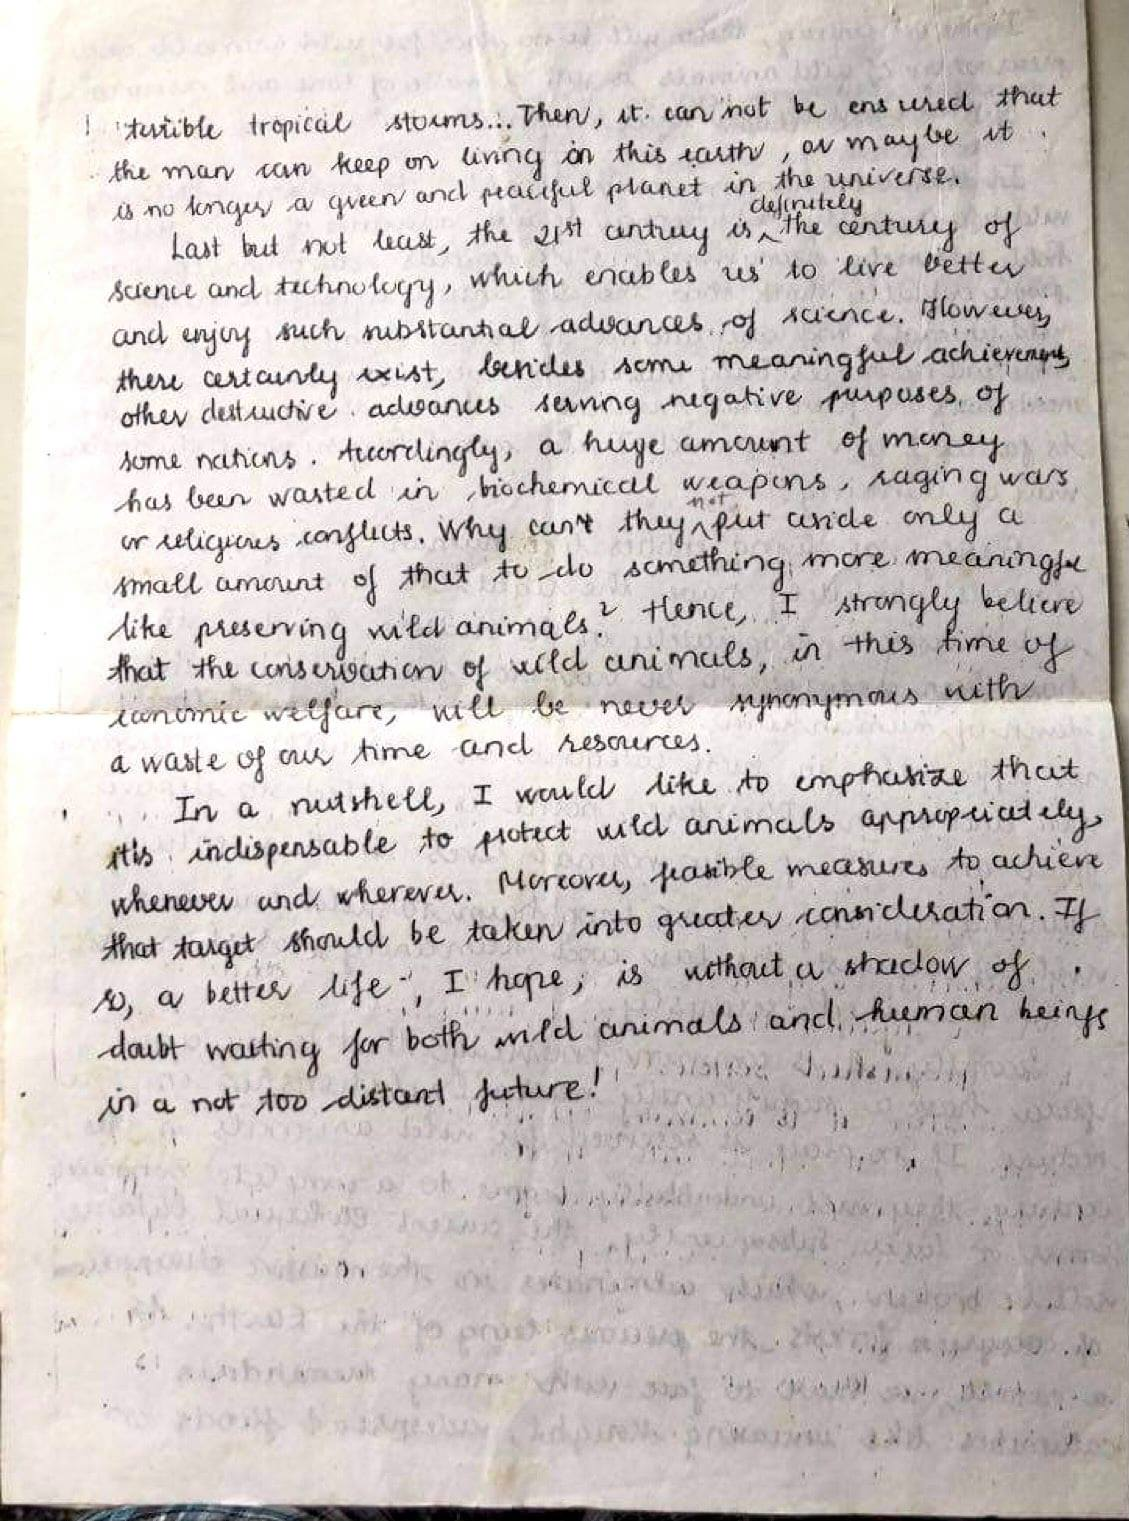 terrible tropical storms... Then, it can not be ensured that
the man can keep on living on this earth, or maybe it
is no longer a green and peaceful planet in the universe.
Last but not least, the 21st century is definitely the century of
science and technology, which enables us to live better
and enjoy such substantial advances of science. However,
there certainly exist, besides some meaningful achievements,
other destructive advances serving negative purposes of
some nations. Accordingly, a huge amount of money
has been wasted in biochemical weapons, raging wars
or religious conflicts. Why can't they not put aside only a
small amount of that to do something more meaningful
like preserving wild animals? Hence, I strongly believe
that the conservation of wild animals, in this time of
economic welfare, will be never synonymous with
a waste of our time and resources.
In a nutshell, I would like to emphasize that
it's indispensable to protect wild animals appropriately,
whenever and wherever. Moreover, feasible measures to achieve
that target should be taken into greater consideration. If
so, a better life, I hope, is without a shadow of
doubt waiting for both wild animals and human beings
in a not too distant future!